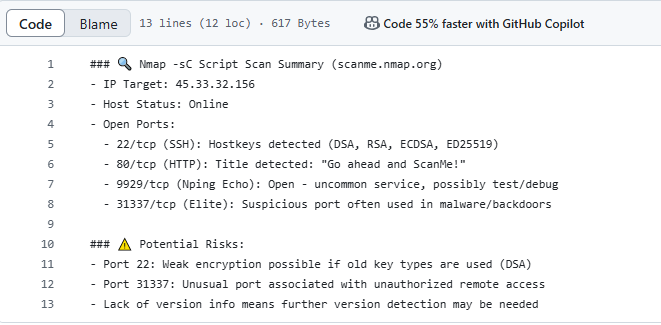 Code Blame 13 lines (12 loc) · 617 Bytes Code 55% faster with GitHub Copilot
1 ### 🔍 Nmap -sC Script Scan Summary (scanme.nmap.org)
2 - IP Target: 45.33.32.156
3 - Host Status: Online
4 - Open Ports:
5 - 22/tcp (SSH): Hostkeys detected (DSA, RSA, ECDSA, ED25519)
6 - 80/tcp (HTTP): Title detected: "Go ahead and ScanMe!"
7 - 9929/tcp (Nping Echo): Open - uncommon service, possibly test/debug
8 - 31337/tcp (Elite): Suspicious port often used in malware/backdoors
9
10 ### ⚠️ Potential Risks:
11 - Port 22: Weak encryption possible if old key types are used (DSA)
12 - Port 31337: Unusual port associated with unauthorized remote access
13 - Lack of version info means further version detection may be needed